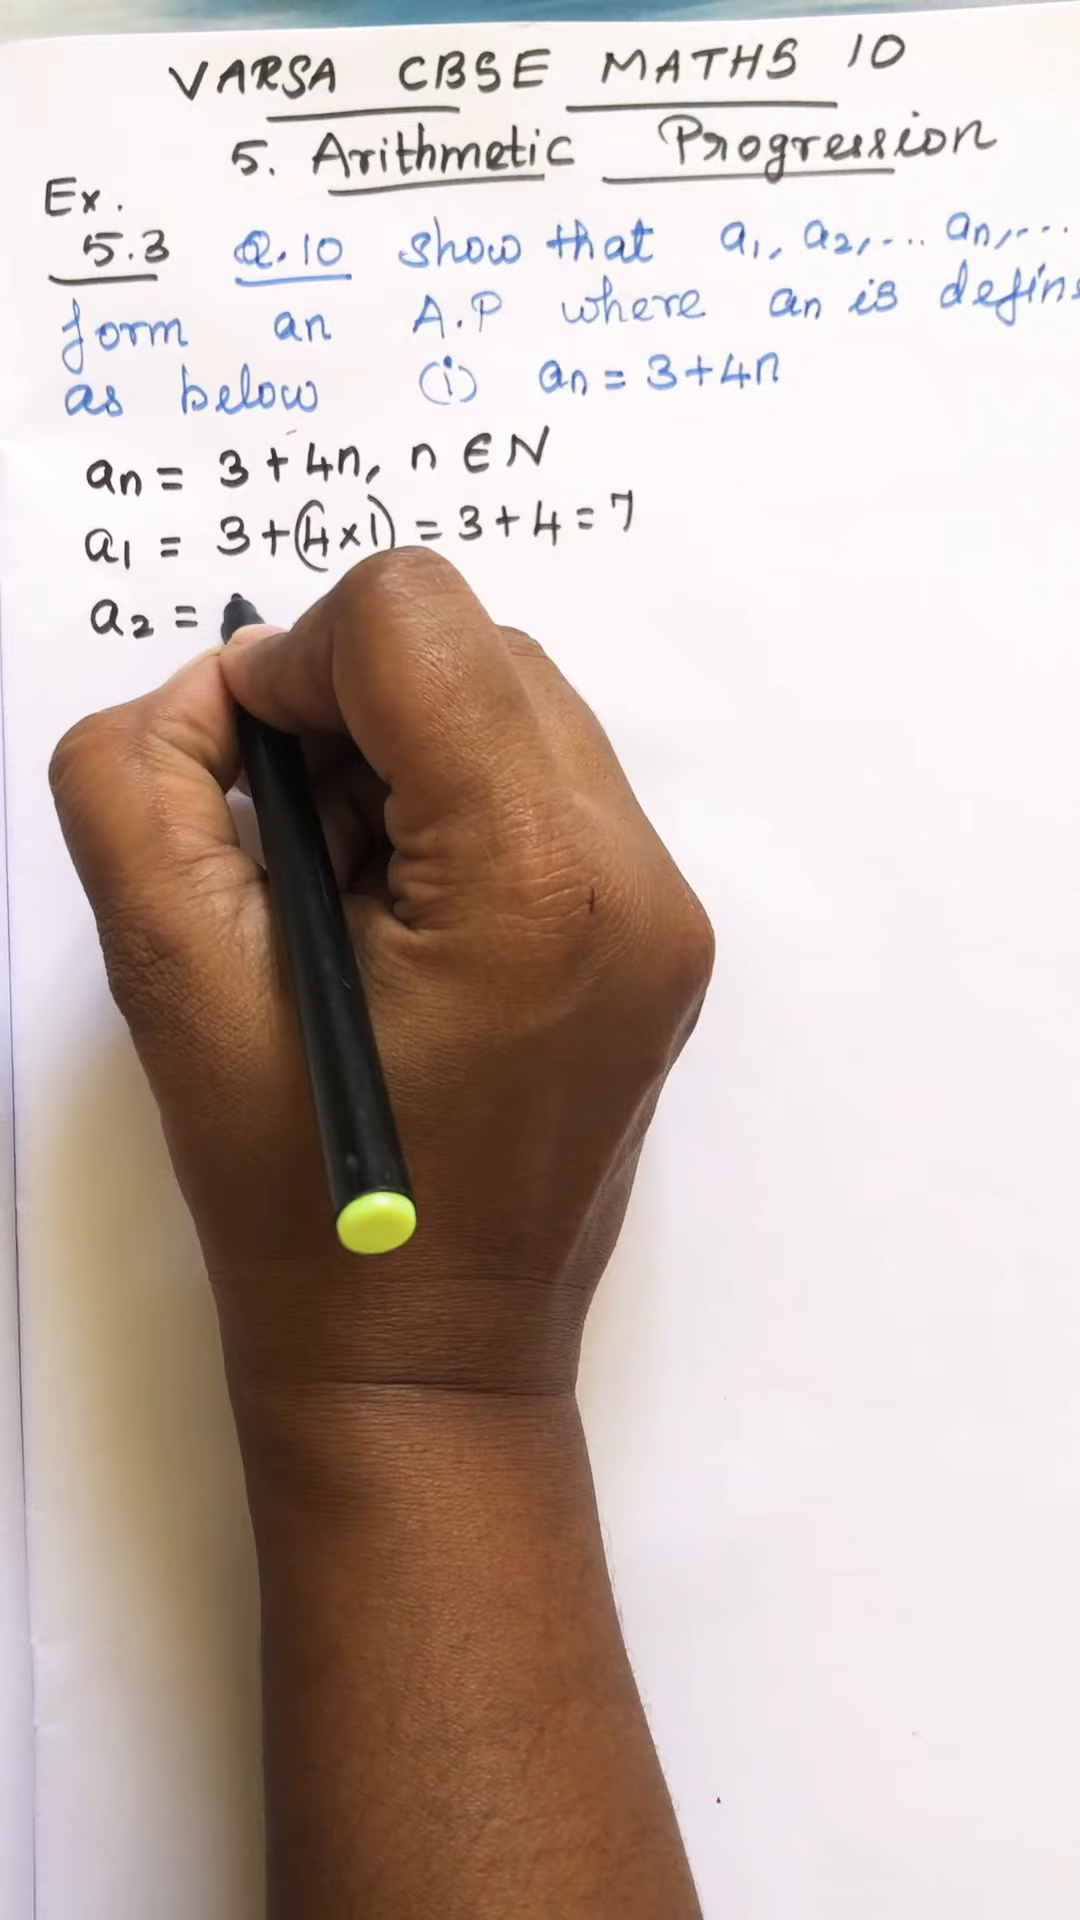 VARSA CBSE MATHS 10
5. Arithmetic Progression
Ex.
5.3 Q.10 show that a1, a2,... an,...
form an A.P where an is define
as below (i) an = 3+4n
an = 3 + 4n, n ∈ N
a1 = 3+(4×1) = 3+4=7
a2 =